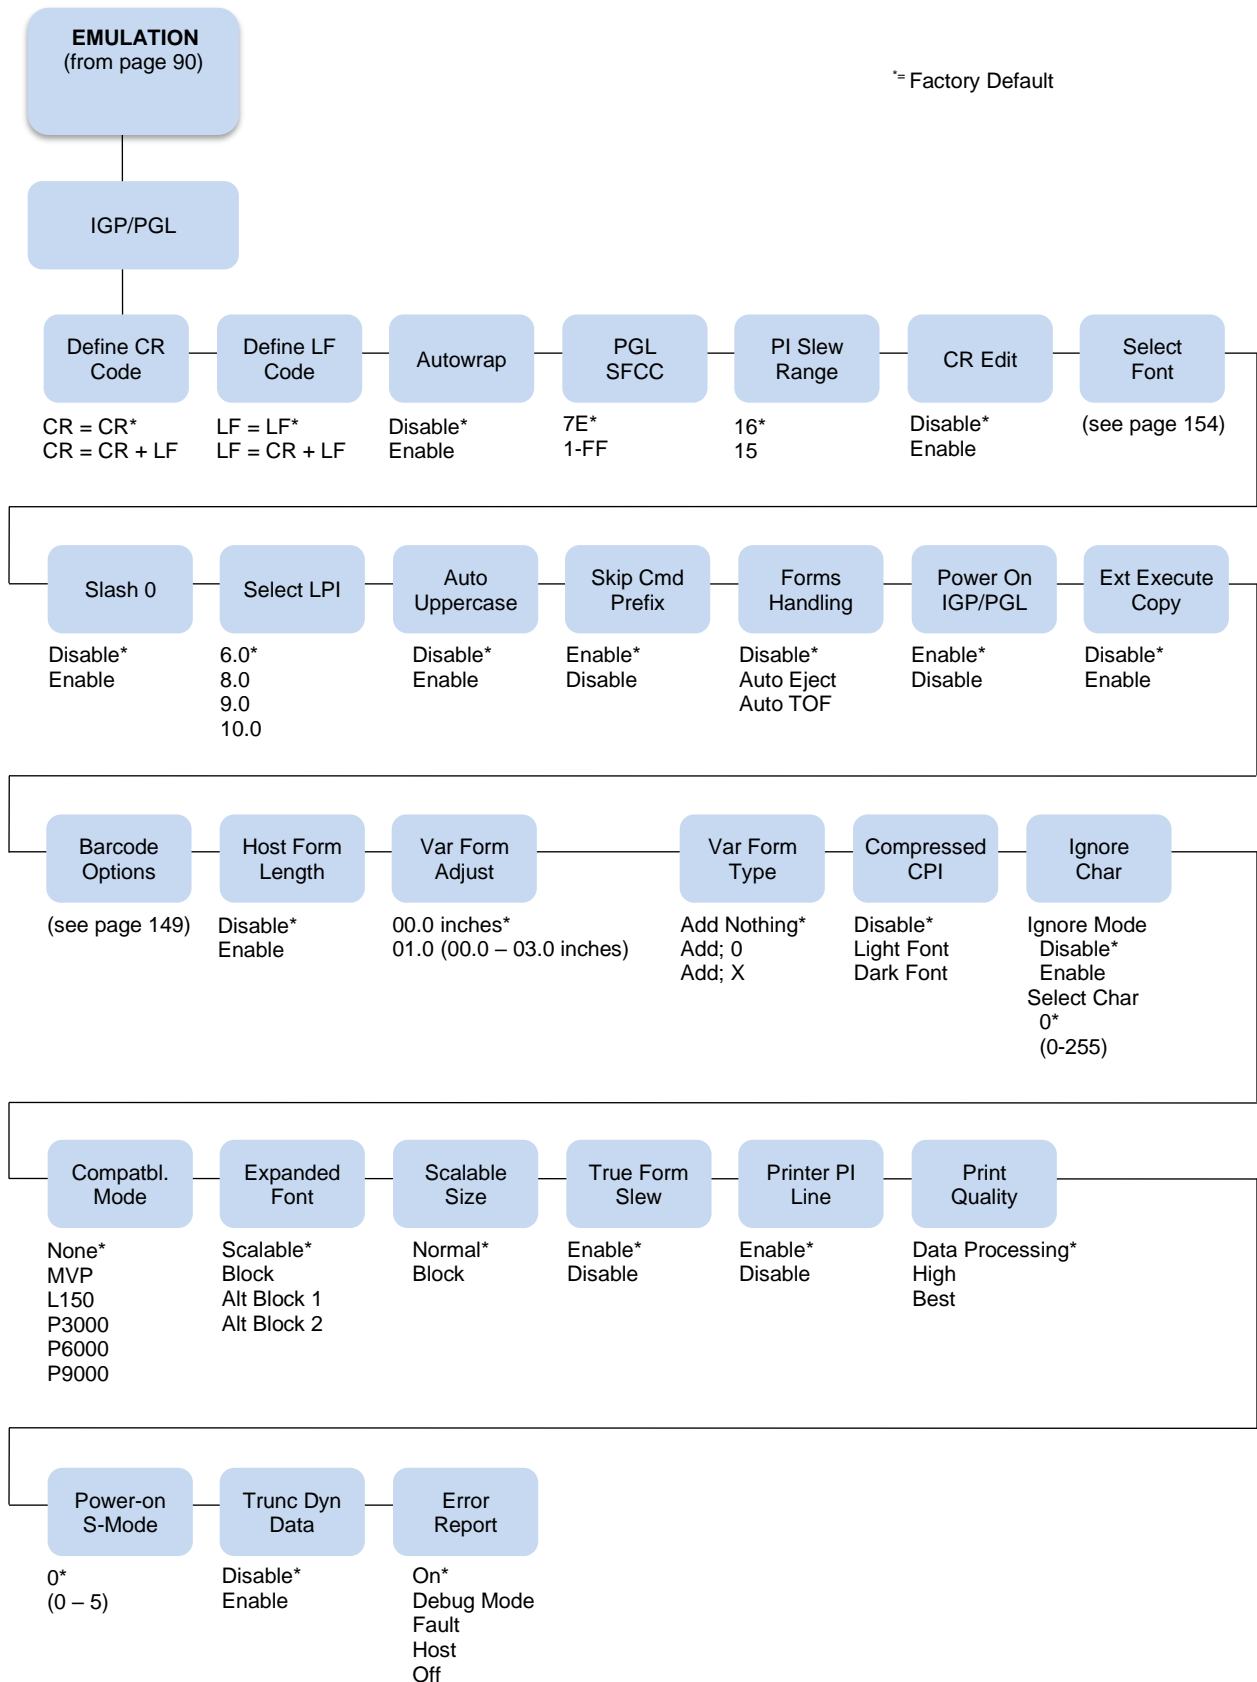 EMULATION
(from page 90)
*= Factory Default
IGP/PGL
Define CR
Code
Define LF
Code
Autowrap
PGL
SFCC
PI Slew
Range
CR Edit
Select
Font
CR = CR*
CR = CR + LF
LF = LF*
LF = CR + LF
Disable*
Enable
7E*
1-FF
16*
15
Disable*
Enable
(see page 154)
Slash 0
Select LPI
Auto
Uppercase
Skip Cmd
Prefix
Forms
Handling
Power On
IGP/PGL
Ext Execute
Copy
Disable*
Enable
6.0*
8.0
9.0
10.0
Disable*
Enable
Enable*
Disable
Disable*
Auto Eject
Auto TOF
Enable*
Disable
Disable*
Enable
Barcode
Options
Host Form
Length
Var Form
Adjust
Var Form
Type
Compressed
CPI
Ignore
Char
(see page 149)
Disable*
Enable
00.0 inches*
01.0 (00.0 – 03.0 inches)
Add Nothing*
Add; 0
Add; X
Disable*
Light Font
Dark Font
Ignore Mode
Disable*
Enable
Select Char
0*
(0-255)
Compatbl.
Mode
Expanded
Font
Scalable
Size
True Form
Slew
Printer PI
Line
Print
Quality
None*
MVP
L150
P3000
P6000
P9000
Scalable*
Block
Alt Block 1
Alt Block 2
Normal*
Block
Enable*
Disable
Enable*
Disable
Data Processing*
High
Best
Power-on
S-Mode
Trunc Dyn
Data
Error
Report
0*
(0 – 5)
Disable*
Enable
On*
Debug Mode
Fault
Host
Off